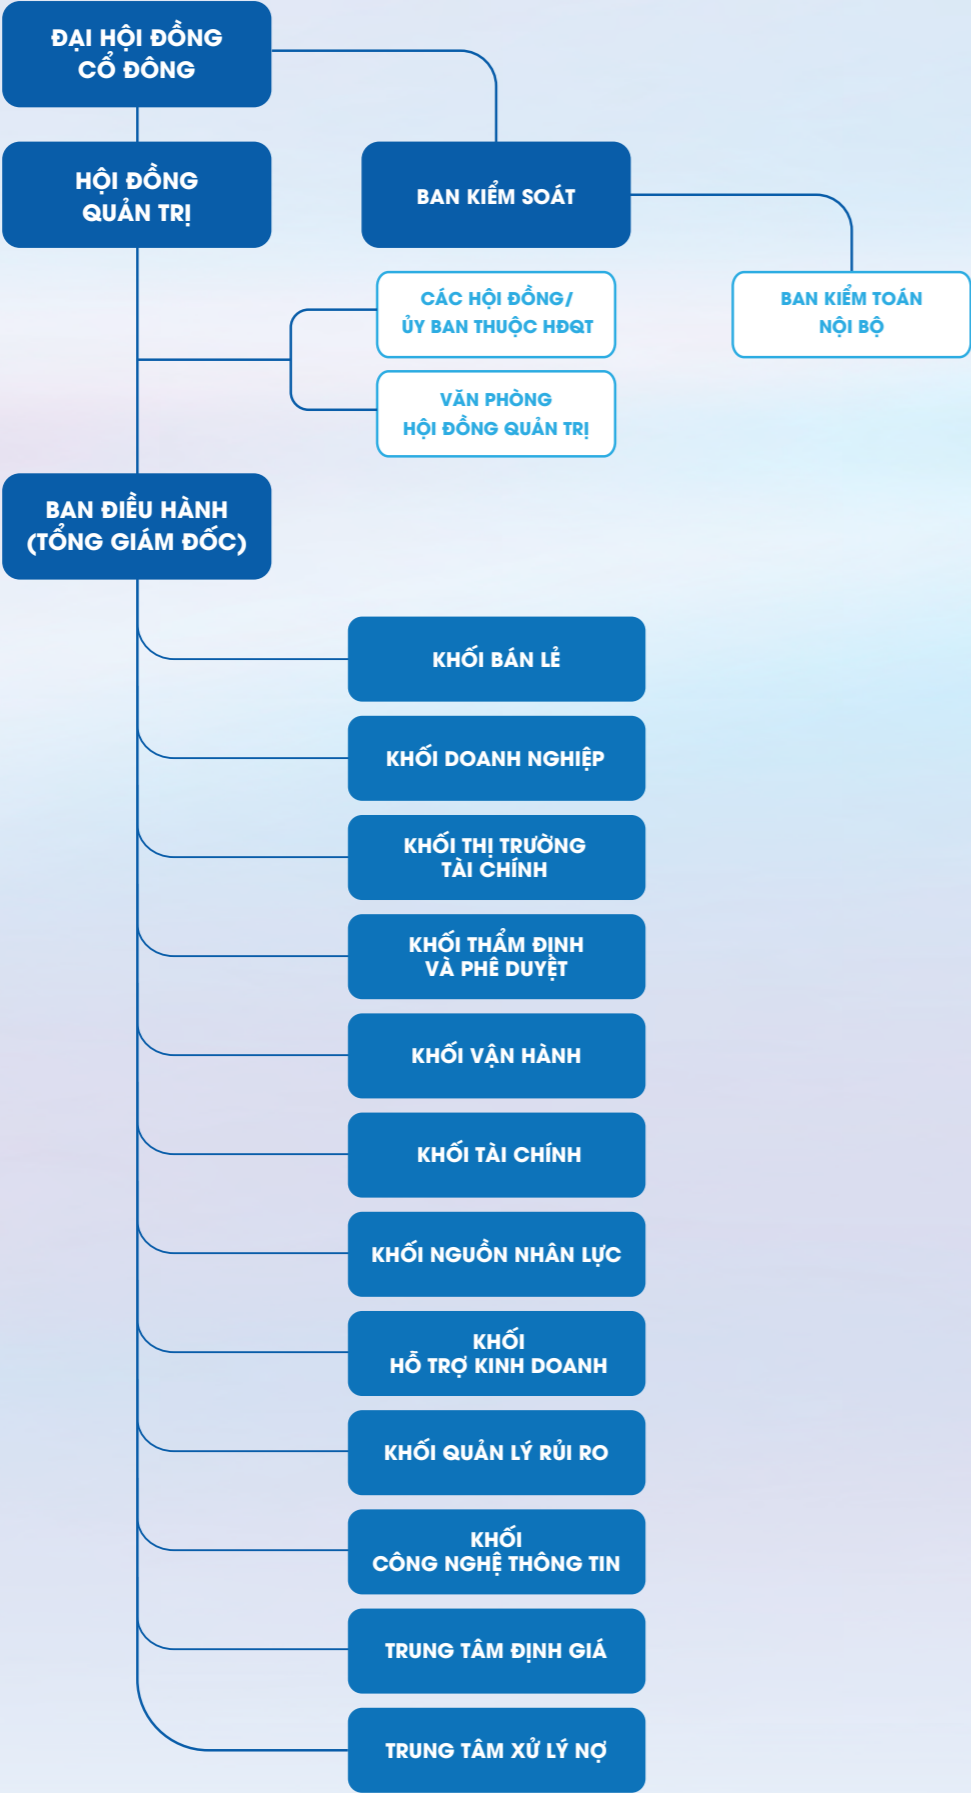 ĐẠI HỘI ĐỒNG
CỔ ĐÔNG
HỘI ĐỒNG
QUẢN TRỊ
BAN KIỂM SOÁT
CÁC HỘI ĐỒNG/
ỦY BAN THUỘC HĐQT
BAN KIỂM TOÁN
NỘI BỘ
VĂN PHÒNG
HỘI ĐỒNG QUẢN TRỊ
BAN ĐIỀU HÀNH
(TỔNG GIÁM ĐỐC)
KHỐI BÁN LẺ
KHỐI DOANH NGHIỆP
KHỐI THỊ TRƯỜNG
TÀI CHÍNH
KHỐI THẨM ĐỊNH
VÀ PHÊ DUYỆT
KHỐI VẬN HÀNH
KHỐI TÀI CHÍNH
KHỐI NGUỒN NHÂN LỰC
KHỐI
HỖ TRỢ KINH DOANH
KHỐI QUẢN LÝ RỦI RO
KHỐI
CÔNG NGHỆ THÔNG TIN
TRUNG TÂM ĐỊNH GIÁ
TRUNG TÂM XỬ LÝ NỢ